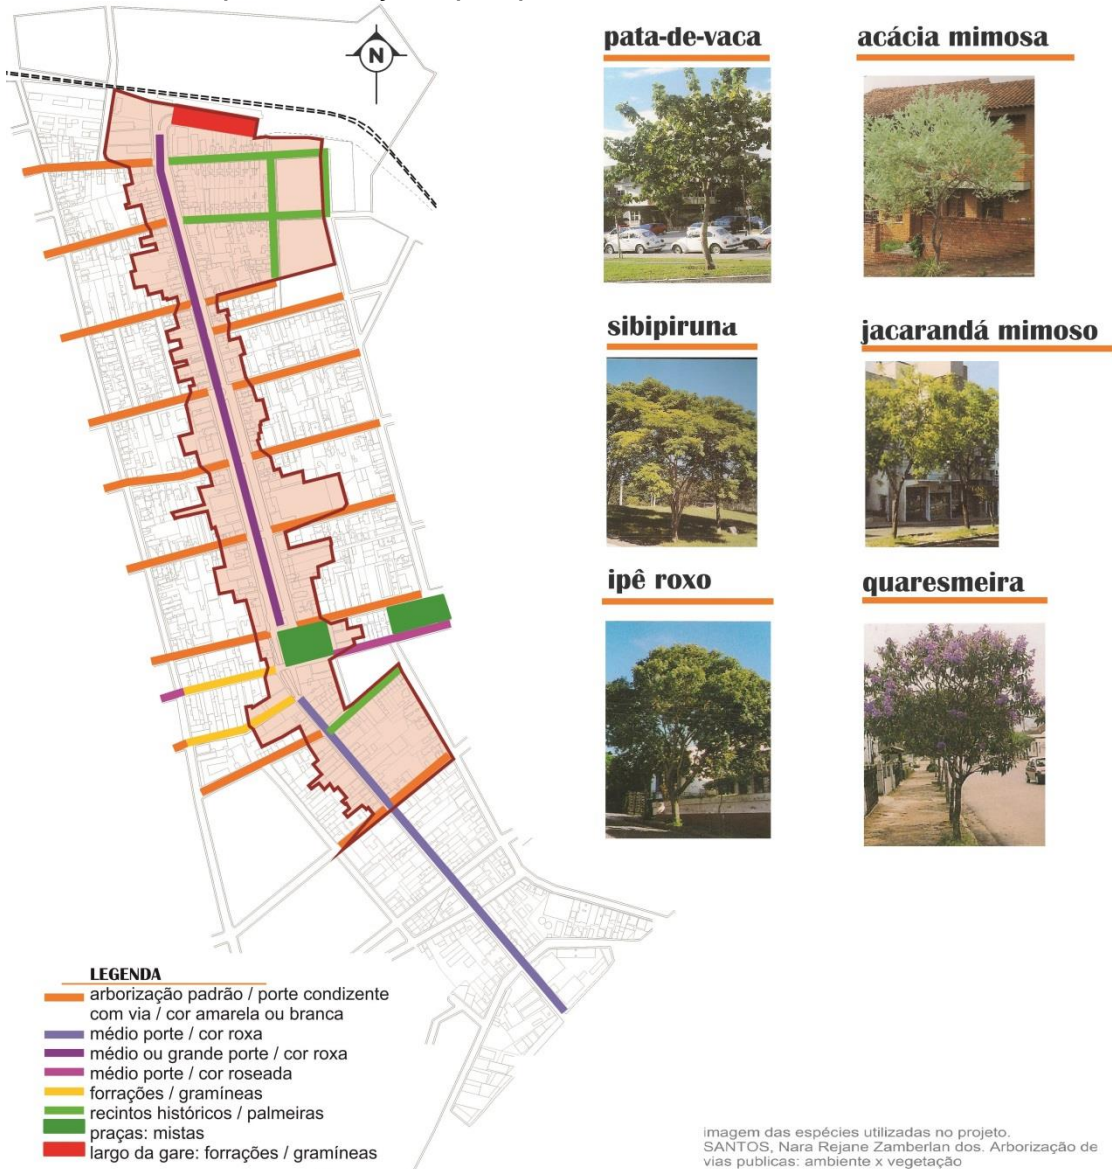 N
pata-de-vaca
acácia mimosa
sibipiruna
jacarandá mimoso
ipê roxo
quaresmeira
LEGENDA
arborização padrão / porte condizente
com via / cor amarela ou branca
médio porte / cor roxa
médio ou grande porte / cor roxa
médio porte / cor roseada
forrações / gramíneas
recintos históricos / palmeiras
praças: mistas
largo da gare: forrações / gramíneas
imagem das espécies utilizadas no projeto.
SANTOS, Nara Rejane Zamberlan dos. Arborização de
vias publicas: ambiente x vegetação